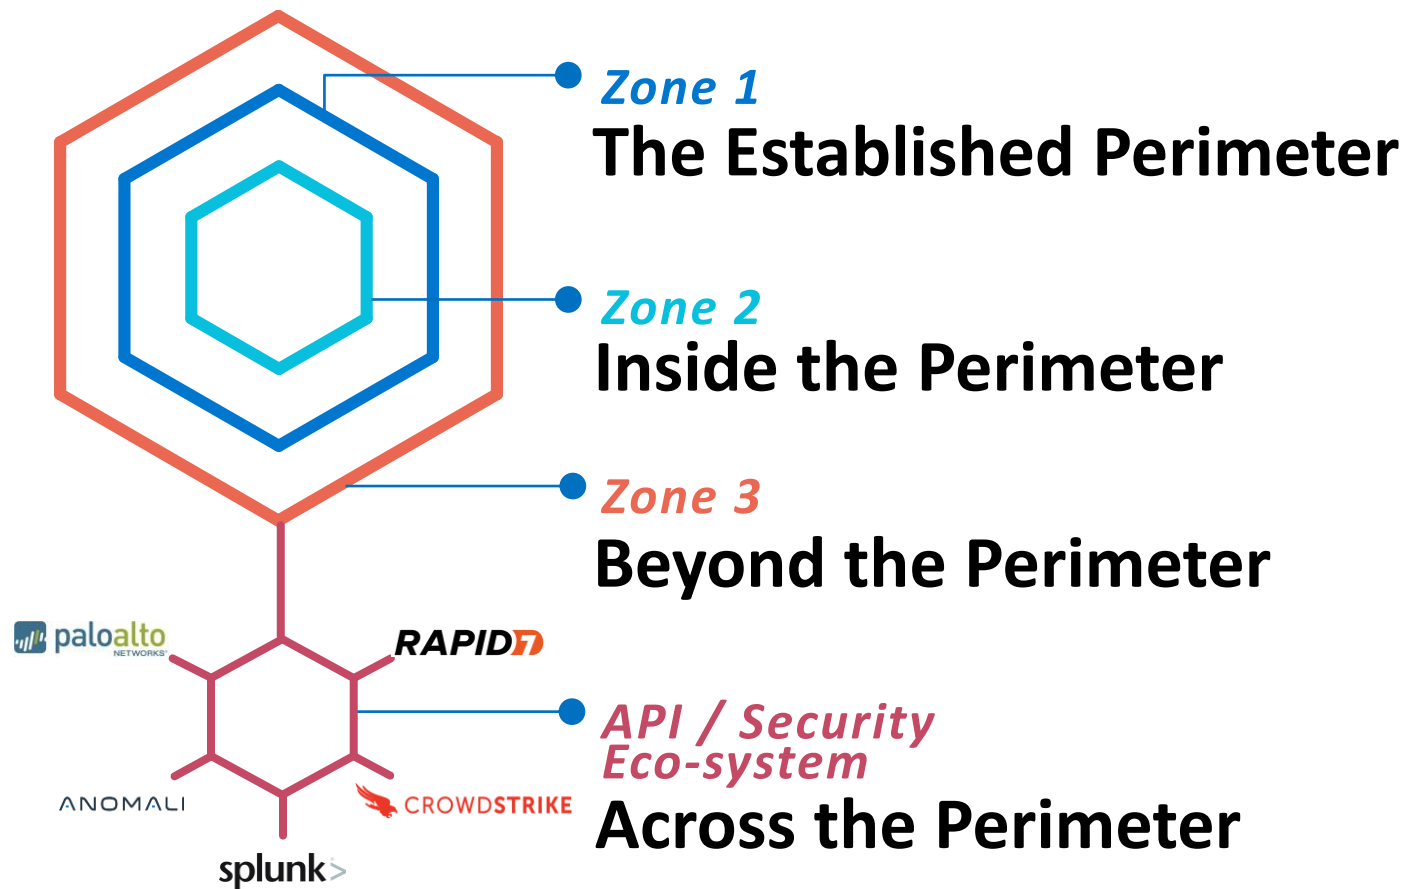 Zone 1
The Established Perimeter
Zone 2
Inside the Perimeter
Zone 3
Beyond the Perimeter
paloalto
NETWORKS
RAPID7
API / Security
Eco-system
ANOMALI
CROWDSTRIKE
Across the Perimeter
splunk>